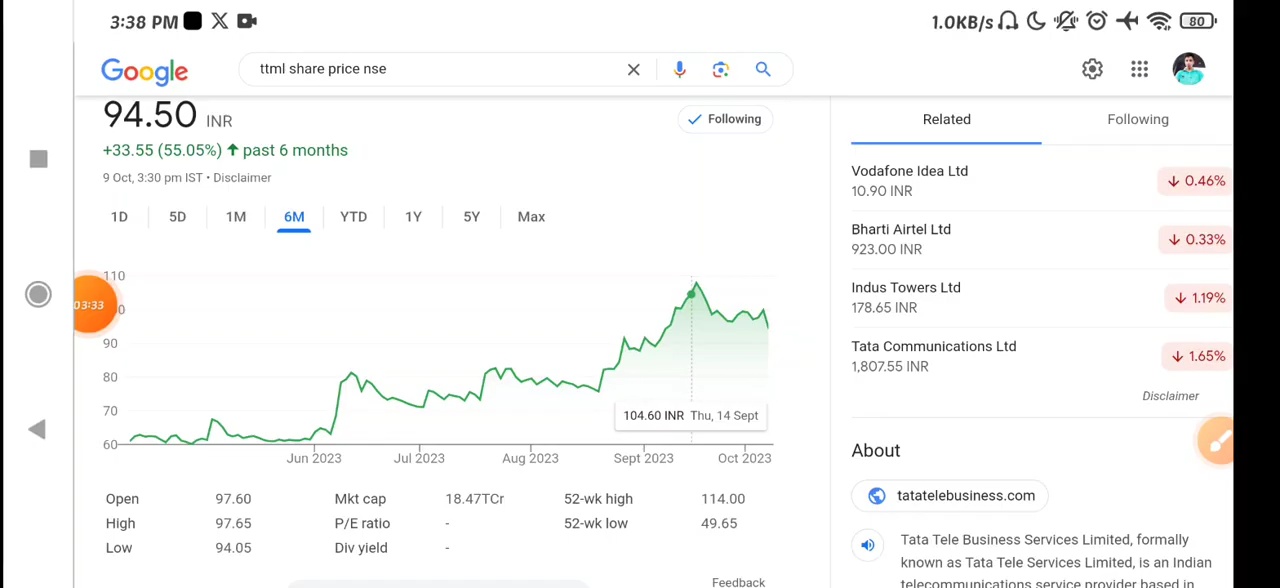 3:38 PM
1.0KB/s
80
Google
ttml share price nse
94.50 INR
Following
+33.55 (55.05%) ↑ past 6 months
9 Oct, 3:30 pm IST • Disclaimer
1D 5D 1M 6M YTD 1Y 5Y Max
110
03:33
0
90
80
70
60
104.60 INR Thu, 14 Sept
Jun 2023 Jul 2023 Aug 2023 Sept 2023 Oct 2023
Open 97.60 Mkt cap 18.47TCr 52-wk high 114.00
High 97.65 P/E ratio - 52-wk low 49.65
Low 94.05 Div yield -
Feedback
Related Following
Vodafone Idea Ltd
10.90 INR
↓ 0.46%
Bharti Airtel Ltd
923.00 INR
↓ 0.33%
Indus Towers Ltd
178.65 INR
↓ 1.19%
Tata Communications Ltd
1,807.55 INR
↓ 1.65%
Disclaimer
About
tatatelebusiness.com
Tata Tele Business Services Limited, formally
known as Tata Tele Services Limited, is an Indian
telecommunications service provider based in